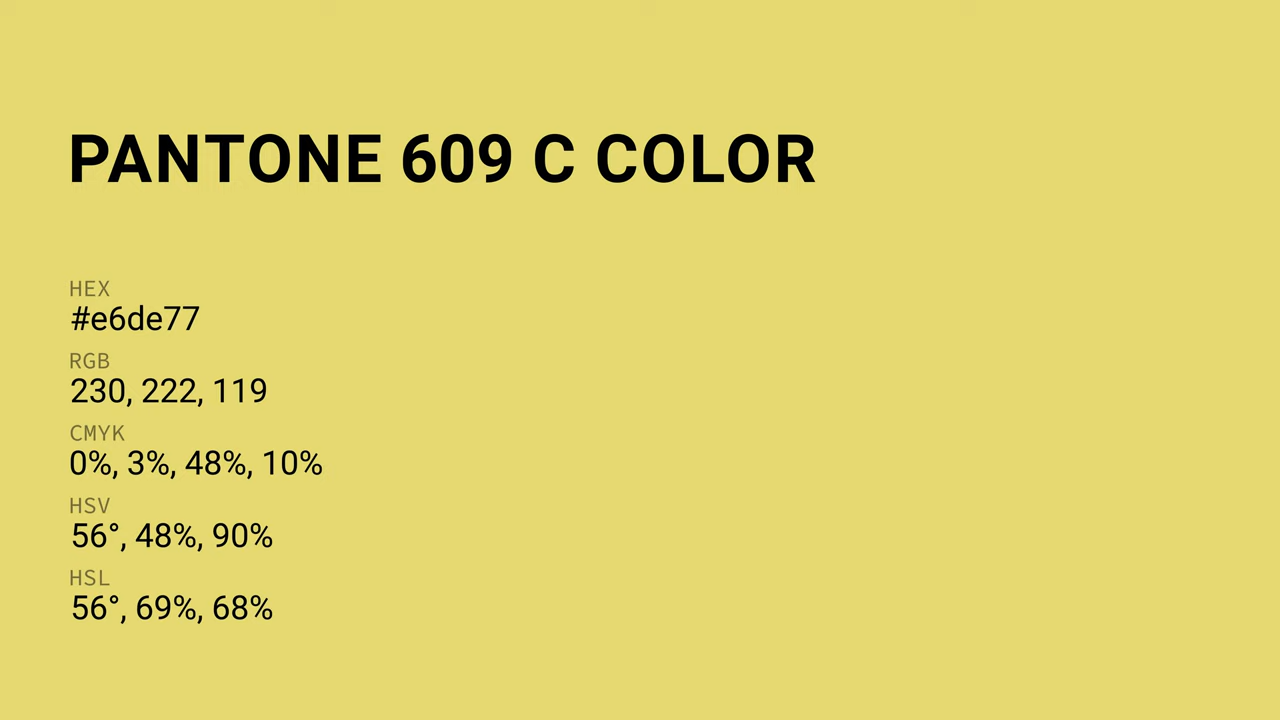 PANTONE 609 C COLOR
HEX
#e6de77
RGB
230, 222, 119
CMYK
0%, 3%, 48%, 10%
HSV
56°, 48%, 90%
HSL
56°, 69%, 68%